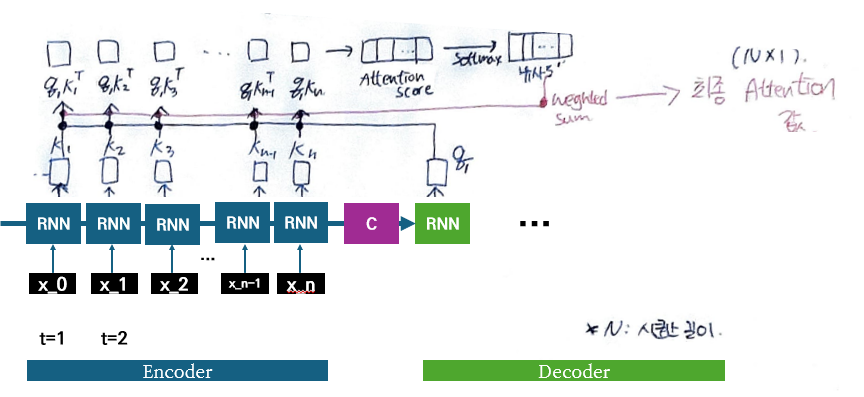 q₁k₁ᵀ q₁k₂ᵀ q₁k₃ᵀ ... q₁kₙ₋₁ᵀ q₁kₙ
Attention score
Softmax
(N×1).
weghted sum
최종 Attention 값
k₁ k₂ k₃ kₙ₋₁ kₙ q₁
RNN RNN RNN RNN RNN C RNN ...
...
x_0 x_1 x_2 x_n-1 x_n
t=1 t=2
* N: 시퀀스 길이.
Encoder Decoder